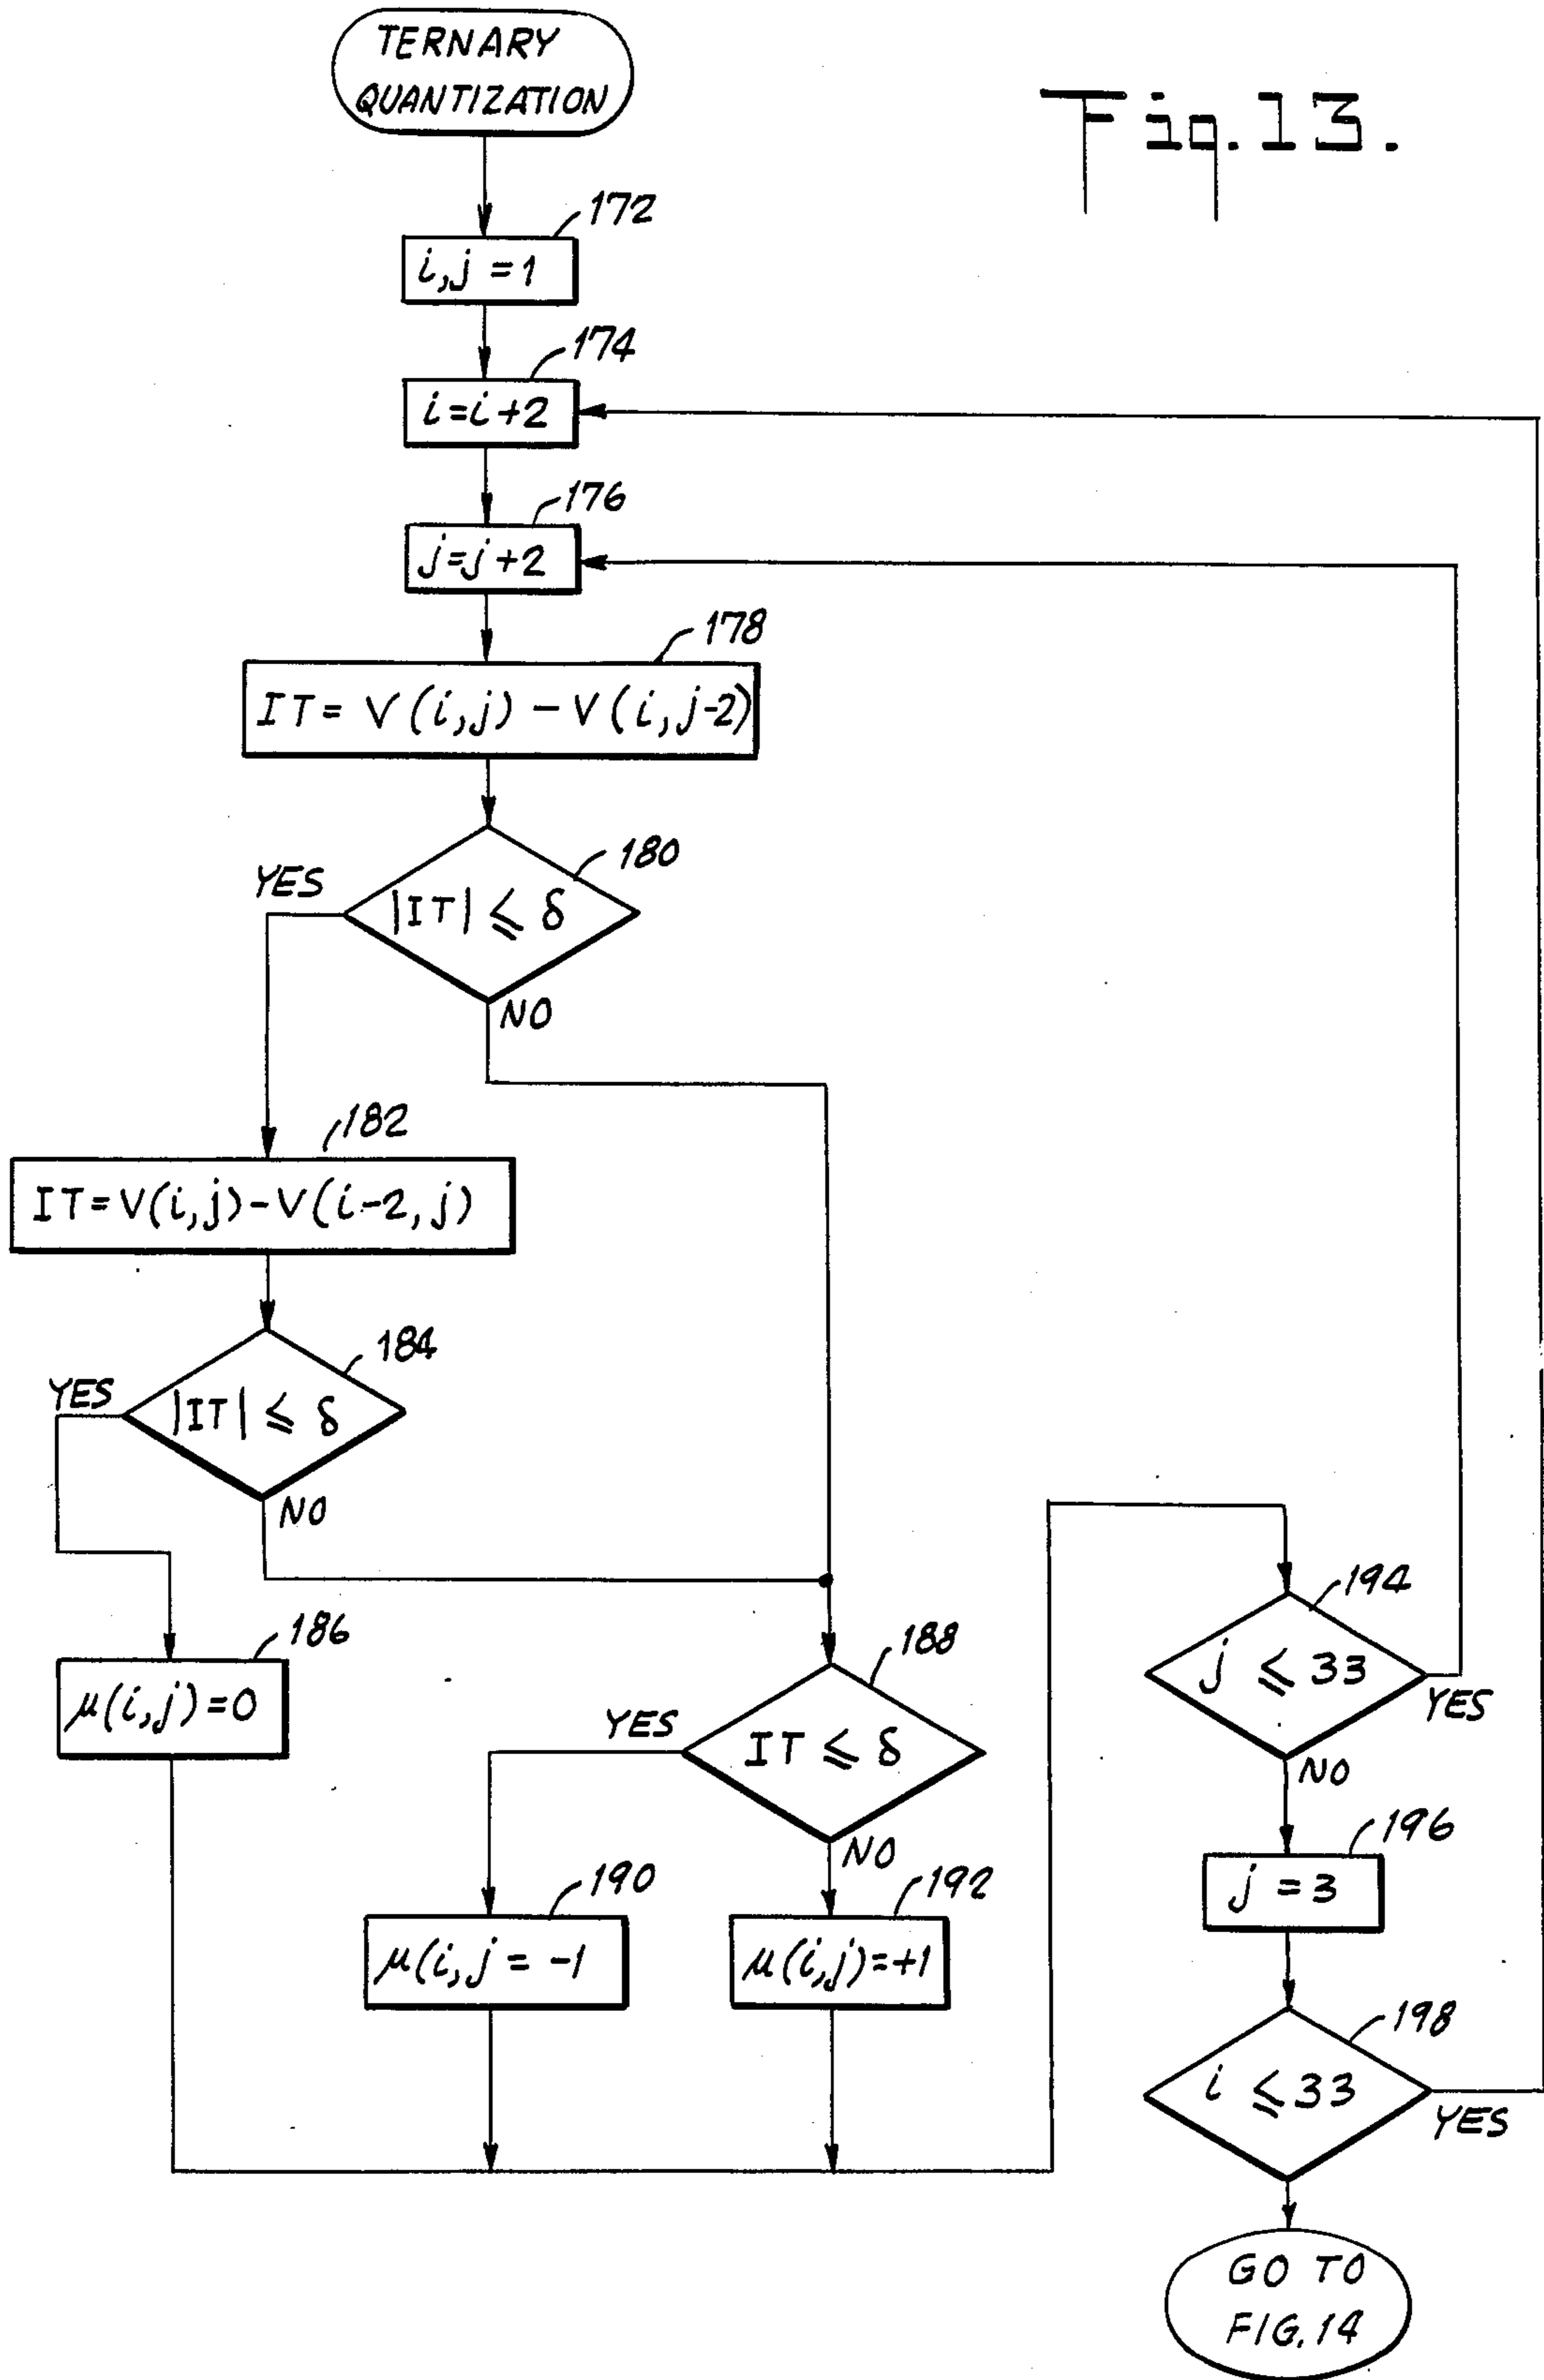 TERNARY
QUANTIZATION
Fig. 13.
172
i,j = 1
174
i=i+2
176
j=j+2
178
IT= V(i,j) - V(i,j-2)
180
YES
|IT| ≤ δ
NO
182
IT=V(i,j)-V(i-2,j)
184
YES
|IT| ≤ δ
NO
186
μ(i,j)=0
188
YES
IT ≤ δ
NO
190
μ(i,j = -1
192
μ(i,j)=+1
194
j ≤ 33
YES
NO
196
j = 3
198
i ≤ 33
YES
GO TO
FIG. 14